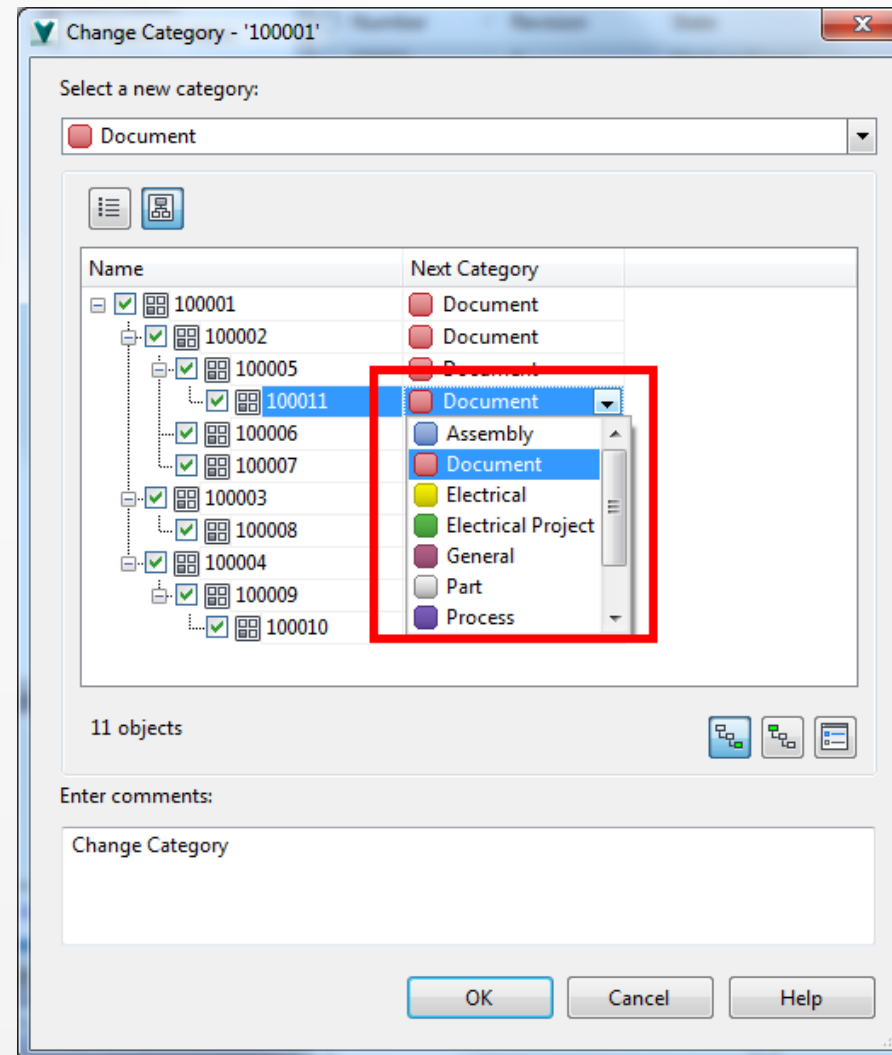 Change Category - '100001'
Select a new category:
Document
Name Next Category
100001 Document
100002 Document
100005 Document
100011 Document
100006 Assembly
100007 Document
100003 Electrical
100008 Electrical Project
100004 General
100009 Part
100010 Process
11 objects
Enter comments:
Change Category
OK Cancel Help